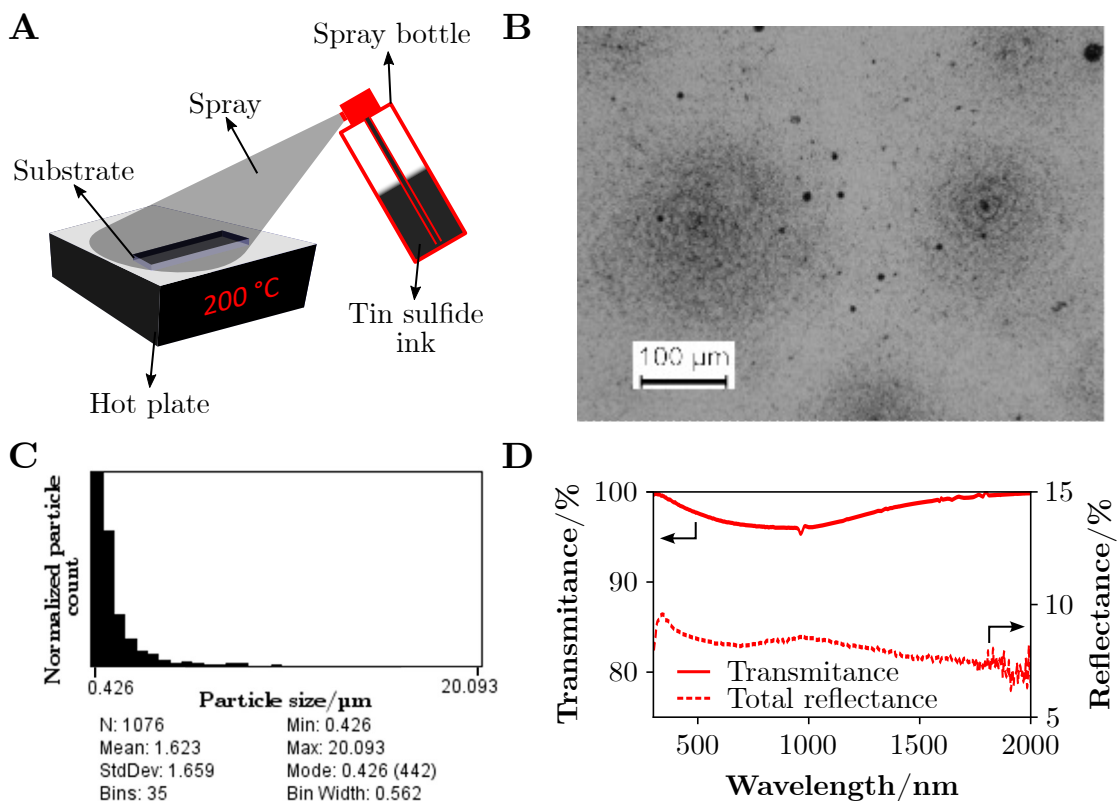 A
Spray bottle
Spray
Substrate
200 °C
Tin sulfide
ink
Hot plate
B
100 µm
C
Normalized particle
count
0.426
20.093
Particle size/µm
N: 1076
Min: 0.426
Mean: 1.623
Max: 20.093
StdDev: 1.659
Mode: 0.426 (442)
Bins: 35
Bin Width: 0.562
D
Transmitance/%
100
90
80
15
10
5
Reflectance/%
Transmitance
Total reflectance
500
1000
1500
2000
Wavelength/nm